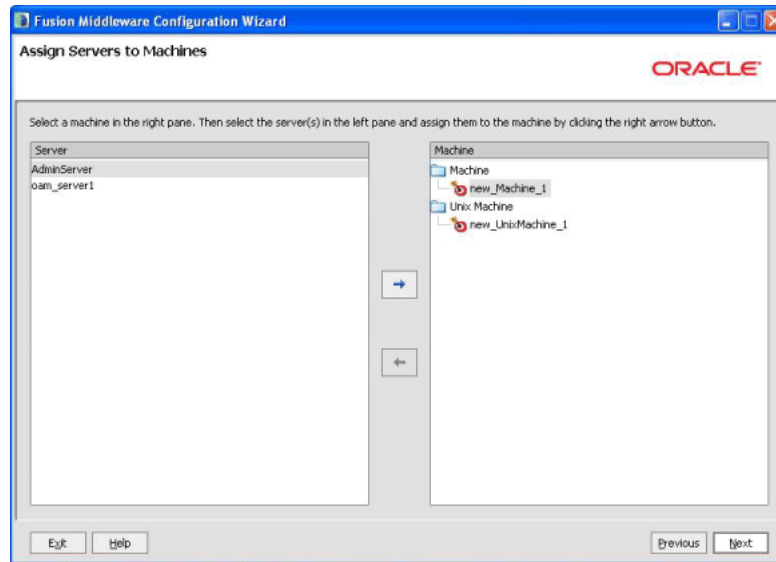 Fusion Middleware Configuration Wizard
Assign Servers to Machines
ORACLE
Select a machine in the right pane. Then select the server(s) in the left pane and assign them to the machine by clicking the right arrow button.
Server
AdminServer
oam_server1
Machine
Machine
new_Machine_1
Unix Machine
new_UnixMachine_1
Exit
Help
Previous
Next